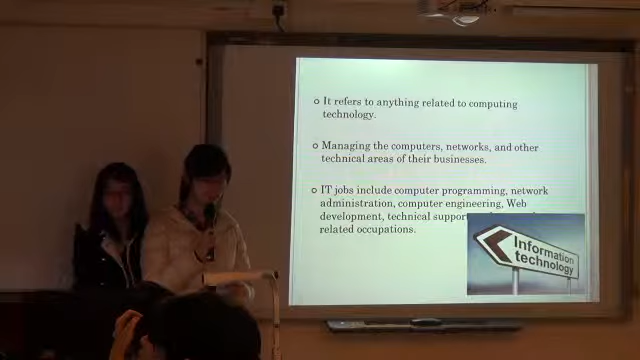 It refers to anything related to computing
technology.
Managing the computers, networks, and other
technical areas of their businesses.
IT jobs include computer programming, network
administration, computer engineering, Web
development, technical support
related occupations.
Information
technology